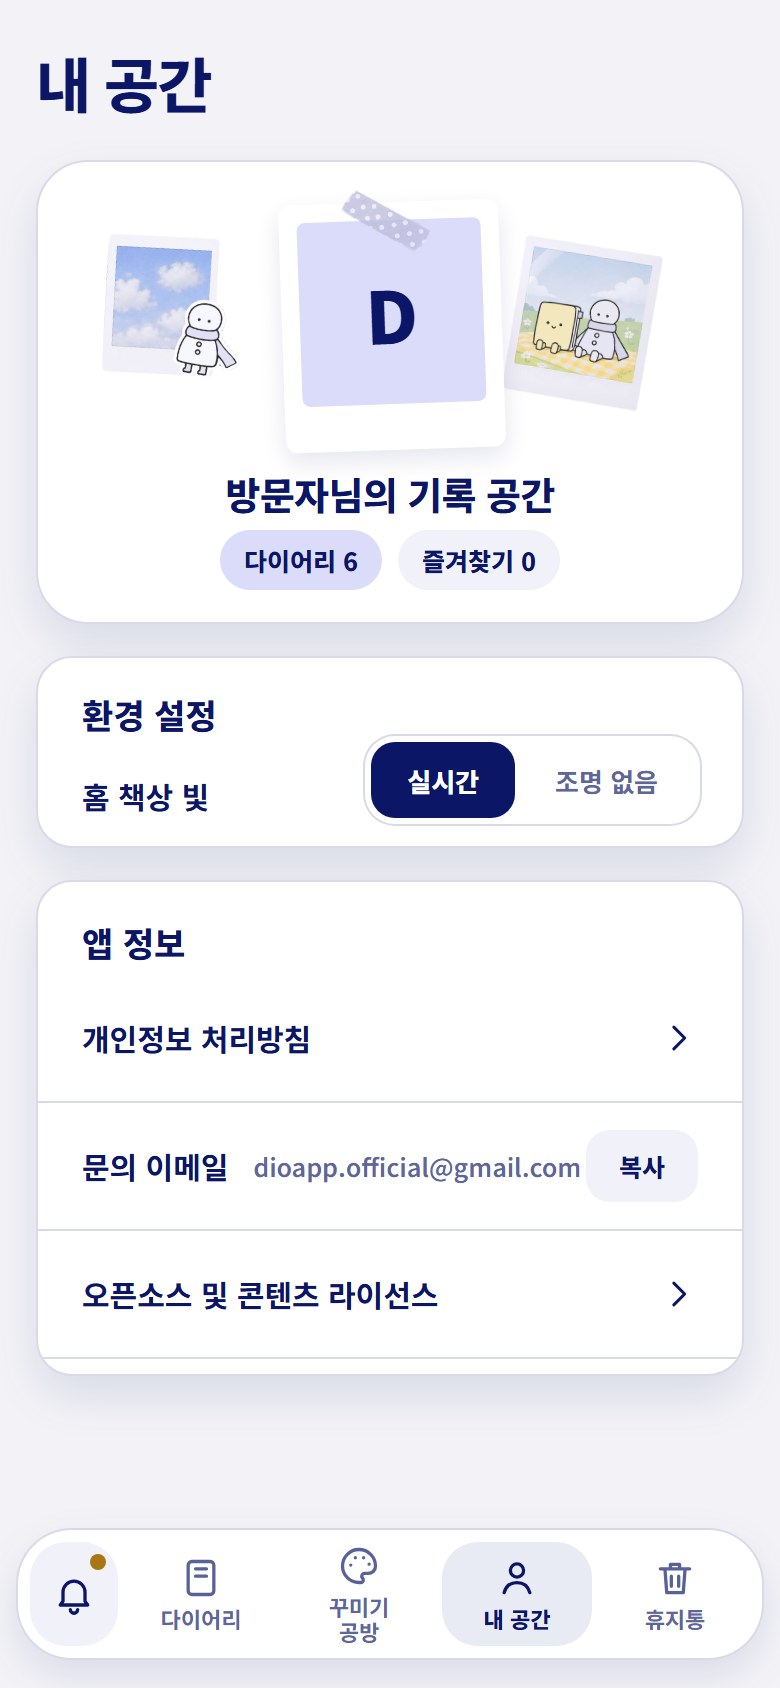 내 공간
D
방문자님의 기록 공간
다이어리 6
즐겨찾기 0
환경 설정
홈 책상 빛
실시간
조명 없음
앱 정보
개인정보 처리방침
문의 이메일
dioapp.official@gmail.com
복사
오픈소스 및 콘텐츠 라이선스
다이어리
꾸미기
공방
내 공간
휴지통